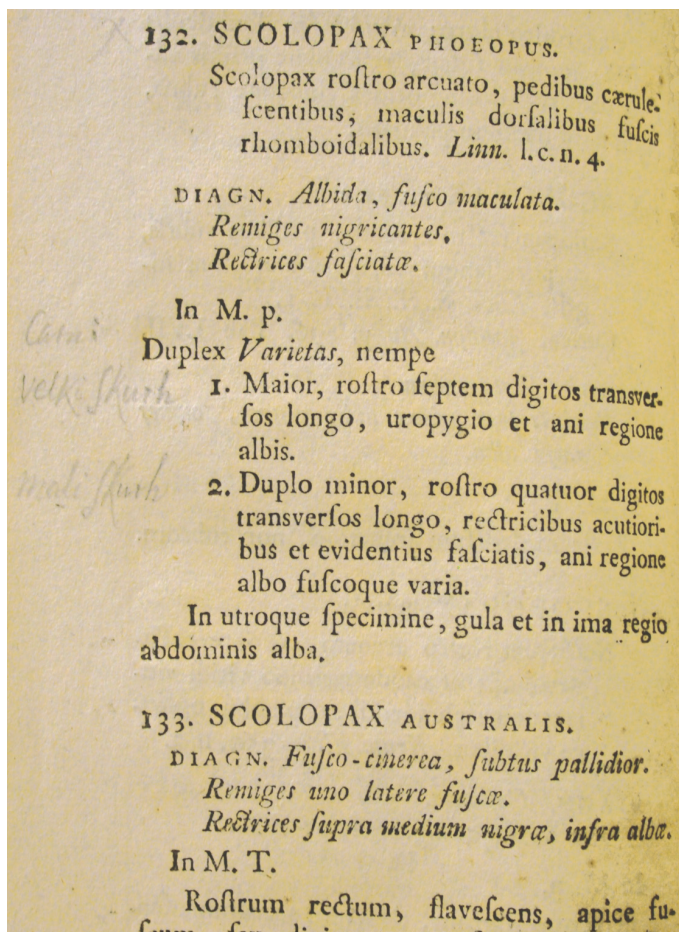 132. SCOLOPAX PHOEOPUS.
Scolopax roſtro arcuato, pedibus cærule-
ſcentibus, maculis dorſalibus fuſcis
rhomboidalibus. Linn. l. c. n. 4.
DIAGN. Albida, fuſco maculata.
Remiges nigricantes,
Rectrices faſciatæ.
In M. p.
Duplex Varietas, nempe
velki ſkurh
1. Maior, roſtro ſeptem digitos transver-
ſos longo, uropygio et ani regione
albis.
mali ſkurh
2. Duplo minor, roſtro quatuor digitos
transverſos longo, rectricibus acutiori-
bus et evidentius faſciatis, ani regione
albo fuſcoque varia.
In utroque ſpecimine, gula et in ima regio
abdominis alba.
133. SCOLOPAX AUSTRALIS.
DIAGN. Fuſco-cinerea, ſubtus pallidior.
Remiges uno latere fuſcæ.
Rectrices ſupra medium nigræ, infra albæ.
In M. T.
Roſtrum rectum, flaveſcens, apice fu-